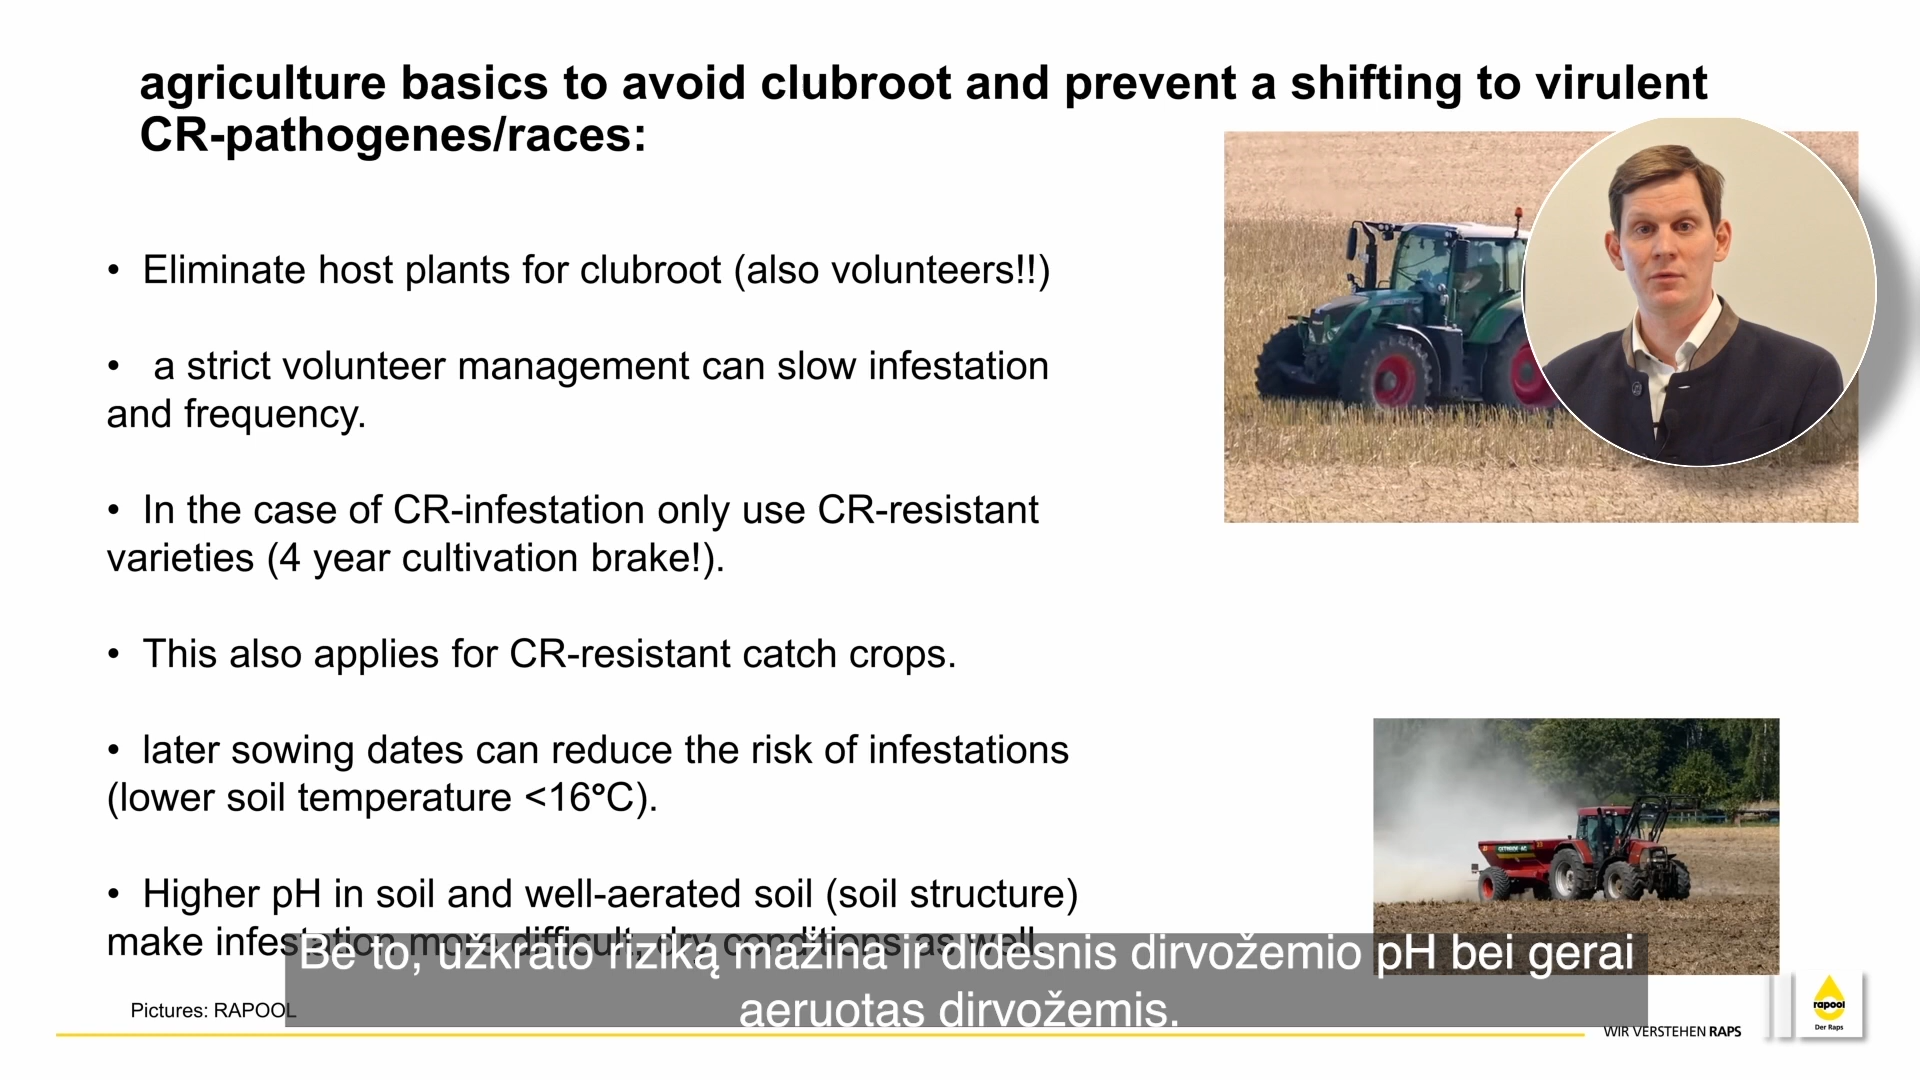 agriculture basics to avoid clubroot and prevent a shifting to virulent
CR-pathogenes/races:
• Eliminate host plants for clubroot (also volunteers!!)
• a strict volunteer management can slow infestation
and frequency.
• In the case of CR-infestation only use CR-resistant
varieties (4 year cultivation brake!).
• This also applies for CR-resistant catch crops.
• later sowing dates can reduce the risk of infestations
(lower soil temperature <16°C).
• Higher pH in soil and well-aerated soil (soil structure)
make infestation more difficult, dry conditions as well.
Be to, užkrato riziką mažina ir didesnis dirvožemio pH bei gerai
aeruotas dirvožemis.
Pictures: RAPOOL
WIR VERSTEHEN RAPS
rapool
Der Raps